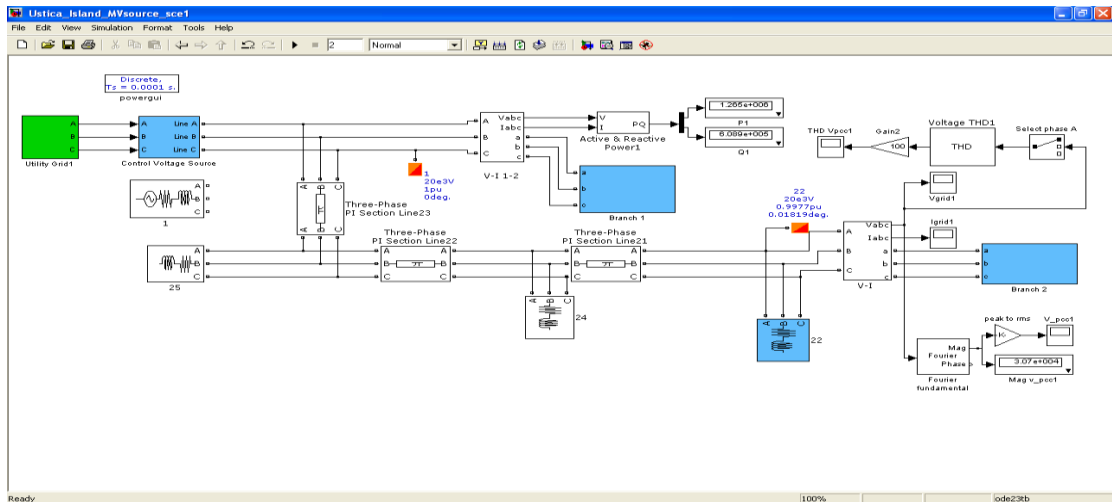 Ustica_Island_MVsource_sce1
File Edit View Simulation Format Tools Help
2
Normal
Discrete,
Ts = 0.0001 s.
powergui
A
B
C
Utility Grid1
A Line A
B Line B
C Line C
Control Voltage Source
A
B
C
1
A
B
C
25
A B C
A B C
Three-Phase
PI Section Line23
1
20e3V
1pu
0deg.
A Vabc
Iabc
B a
b
C c
V-I 1-2
V
I
PQ
Active & Reactive
Power1
1.265e+006
P1
6.089e+005
Q1
a
b
c
Branch 1
Three-Phase
PI Section Line22
A A
B B
C C
Three-Phase
PI Section Line21
A A
B B
C C
A B C
24
22
20e3V
0.9977pu
0.01819deg.
A B C
22
A Vabc
Iabc
B a
b
C c
V-I
THD Vpcc1
Gain2
100
Voltage THD1
THD
Select phase A
Vgrid1
Igrid1
a
b
c
Branch 2
peak to rms
-K-
V_pcc1
Mag
Fourier
Phase
Fourier
fundamental
3.07e+004
Mag v_pcc1
Ready
100%
ode23tb